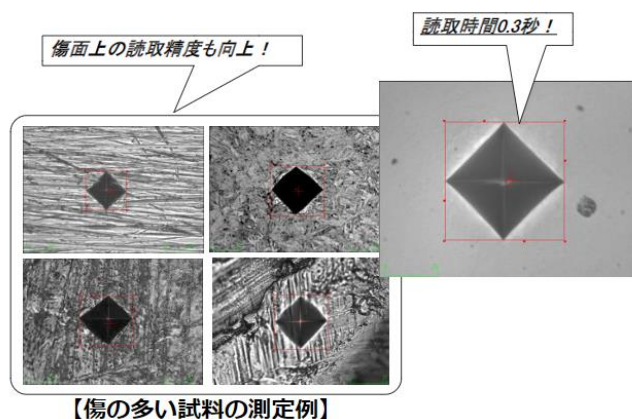 傷面上の読取精度も向上！
読取時間0.3秒！
【傷の多い試料の測定例】